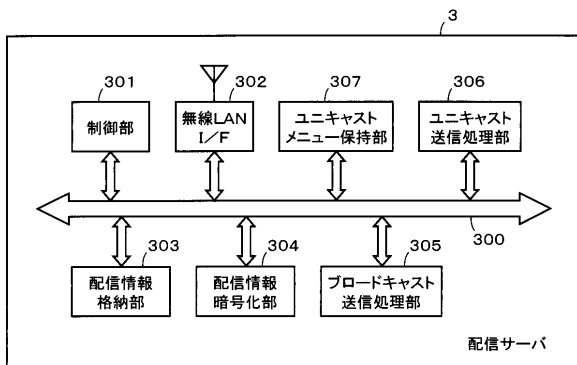 3
301
302
307
306
制御部
無線LAN
I/F
ユニキャスト
メニュー保持部
ユニキャスト
送信処理部
300
303
304
305
配信情報
格納部
配信情報
暗号化部
ブロードキャスト
送信処理部
配信サーバ